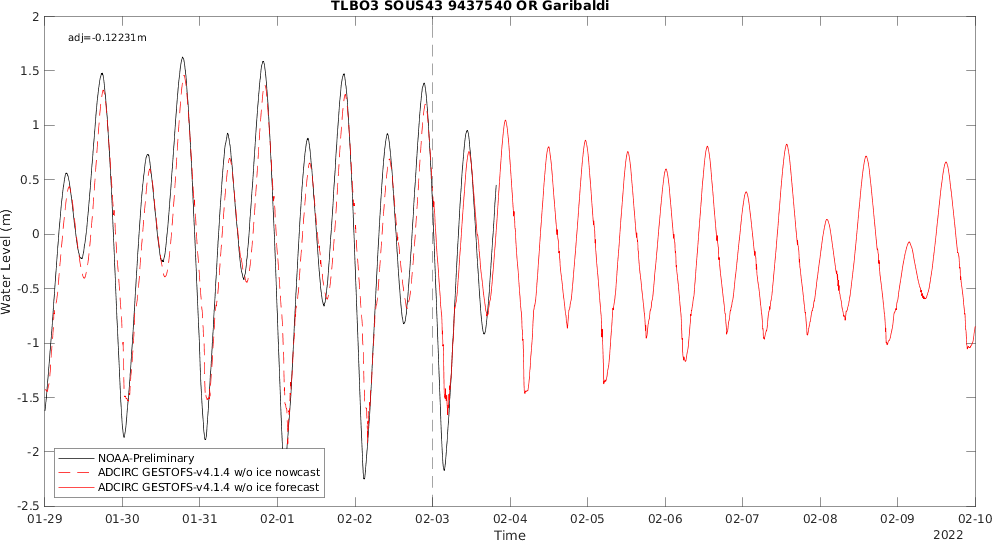 TLBO3 SOUS43 9437540 OR Garibaldi
adj=-0.12231m
2
1.5
1
0.5
0
-0.5
-1
-1.5
-2
-2.5
Water Level (m)
NOAA-Preliminary
ADCIRC GESTOFS-v4.1.4 w/o ice nowcast
ADCIRC GESTOFS-v4.1.4 w/o ice forecast
01-29 01-30 01-31 02-01 02-02 02-03 02-04 02-05 02-06 02-07 02-08 02-09 02-10
Time
2022